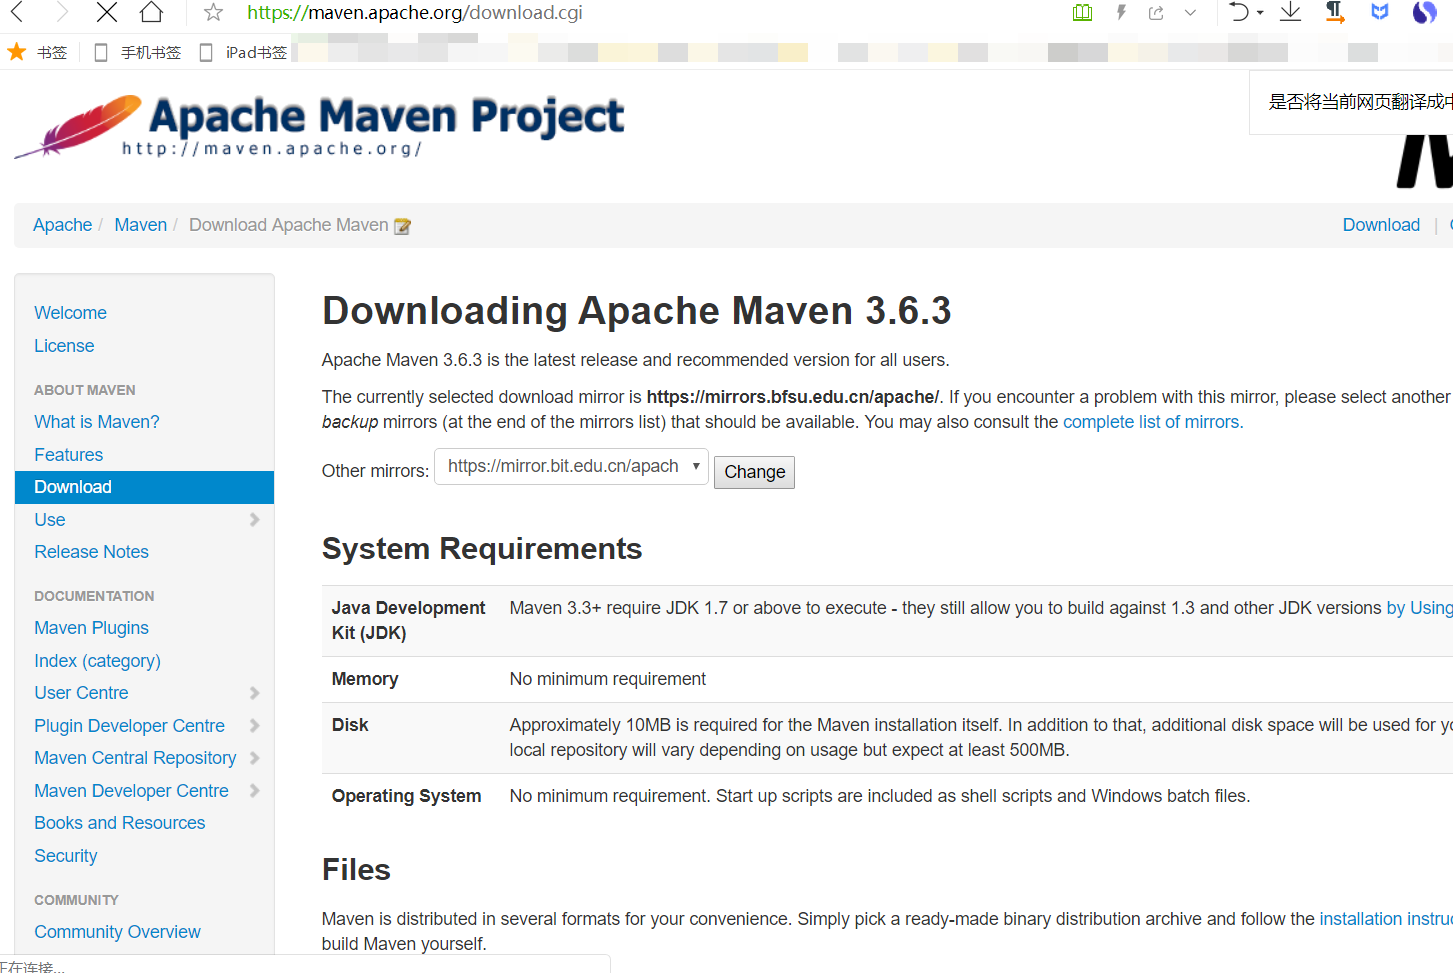 https://maven.apache.org/download.cgi
书签
手机书签
iPad书签
是否将当前网页翻译成
Apache Maven Project
http://maven.apache.org/
Apache / Maven / Download Apache Maven
Download |
Welcome
License
ABOUT MAVEN
What is Maven?
Features
Download
Use
Release Notes
DOCUMENTATION
Maven Plugins
Index (category)
User Centre
Plugin Developer Centre
Maven Central Repository
Maven Developer Centre
Books and Resources
Security
COMMUNITY
Community Overview
Downloading Apache Maven 3.6.3
Apache Maven 3.6.3 is the latest release and recommended version for all users.
The currently selected download mirror is https://mirrors.bfsu.edu.cn/apache/. If you encounter a problem with this mirror, please select another
backup mirrors (at the end of the mirrors list) that should be available. You may also consult the complete list of mirrors.
Other mirrors: https://mirror.bit.edu.cn/apach Change
System Requirements
Java Development Kit (JDK)
Maven 3.3+ require JDK 1.7 or above to execute - they still allow you to build against 1.3 and other JDK versions by Using
Memory
No minimum requirement
Disk
Approximately 10MB is required for the Maven installation itself. In addition to that, additional disk space will be used for
local repository will vary depending on usage but expect at least 500MB.
Operating System
No minimum requirement. Start up scripts are included as shell scripts and Windows batch files.
Files
Maven is distributed in several formats for your convenience. Simply pick a ready-made binary distribution archive and follow the installation
build Maven yourself.
正在连接...